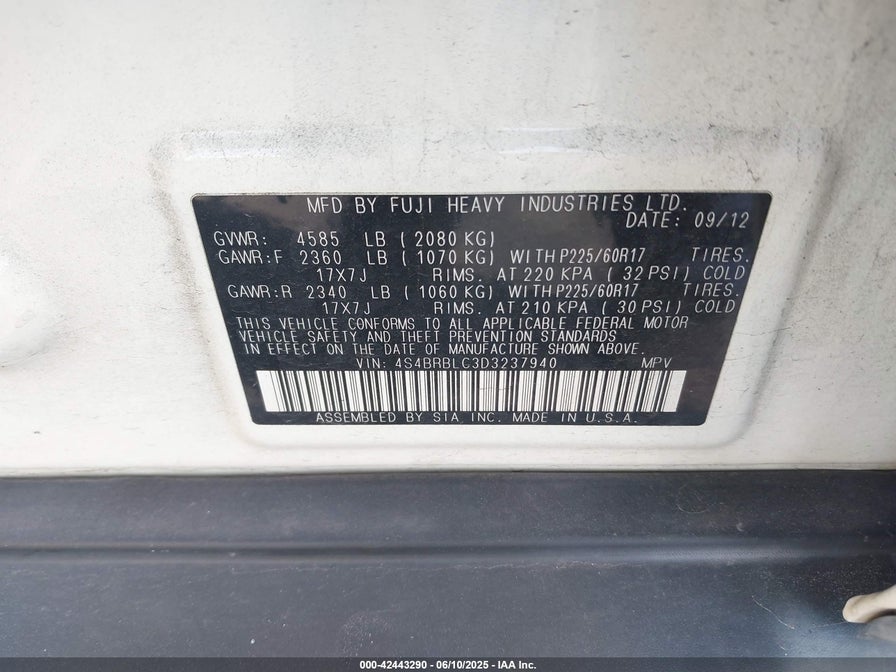 MFD BY FUJI HEAVY INDUSTRIES LTD.
DATE: 09/12
GVWR: 4585 LB ( 2080 KG)
GAWR:F 2360 LB ( 1070 KG) WITH P225/60R17 TIRES.
17X7J RIMS. AT 220 KPA ( 32 PSI) COLD
GAWR:R 2340 LB ( 1060 KG) WITH P225/60R17 TIRES.
17X7J RIMS. AT 210 KPA ( 30 PSI) COLD
THIS VEHICLE CONFORMS TO ALL APPLICABLE FEDERAL MOTOR
VEHICLE SAFETY AND THEFT PREVENTION STANDARDS
IN EFFECT ON THE DATE OF MANUFACTURE SHOWN ABOVE.
VIN: 4S4BRBLC3D3237940 MPV
ASSEMBLED BY SIA INC. MADE IN U.S.A.
000-42443290 - 06/10/2025 - IAA Inc.